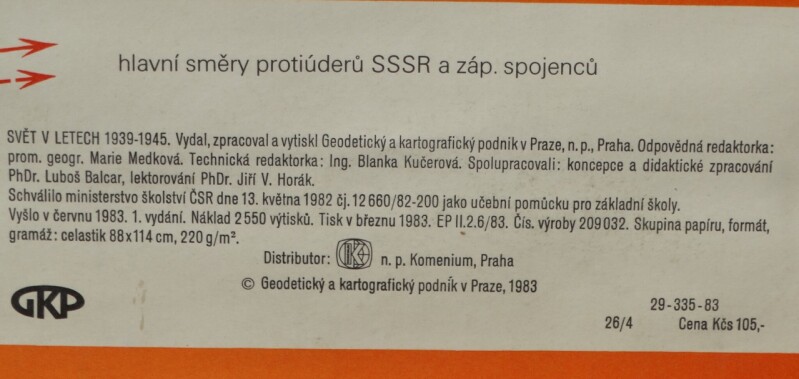 hlavní směry protiúderů SSSR a záp. spojenců
SVĚT V LETECH 1939-1945. Vydal, zpracoval a vytiskl Geodetický a kartografický podnik v Praze, n. p., Praha. Odpovědná redaktorka:
prom. geogr. Marie Medková. Technická redaktorka: Ing. Blanka Kučerová. Spolupracovali: koncepce a didaktické zpracování
PhDr. Luboš Balcar, lektorování PhDr. Jiří V. Horák.
Schválilo ministerstvo školství ČSR dne 13. května 1982 čj. 12 660/82-200 jako učební pomůcku pro základní školy.
Vyšlo v červnu 1983. 1. vydání. Náklad 2 550 výtisků. Tisk v březnu 1983. EP II.2.6/83. Čís. výroby 209032. Skupina papíru, formát,
gramáž: celastik 88x114 cm, 220 g/m².
Distributor: n. p. Komenium, Praha
© Geodetický a kartografický podnik v Praze, 1983
GKP
29-335-83
26/4 Cena Kčs 105,-